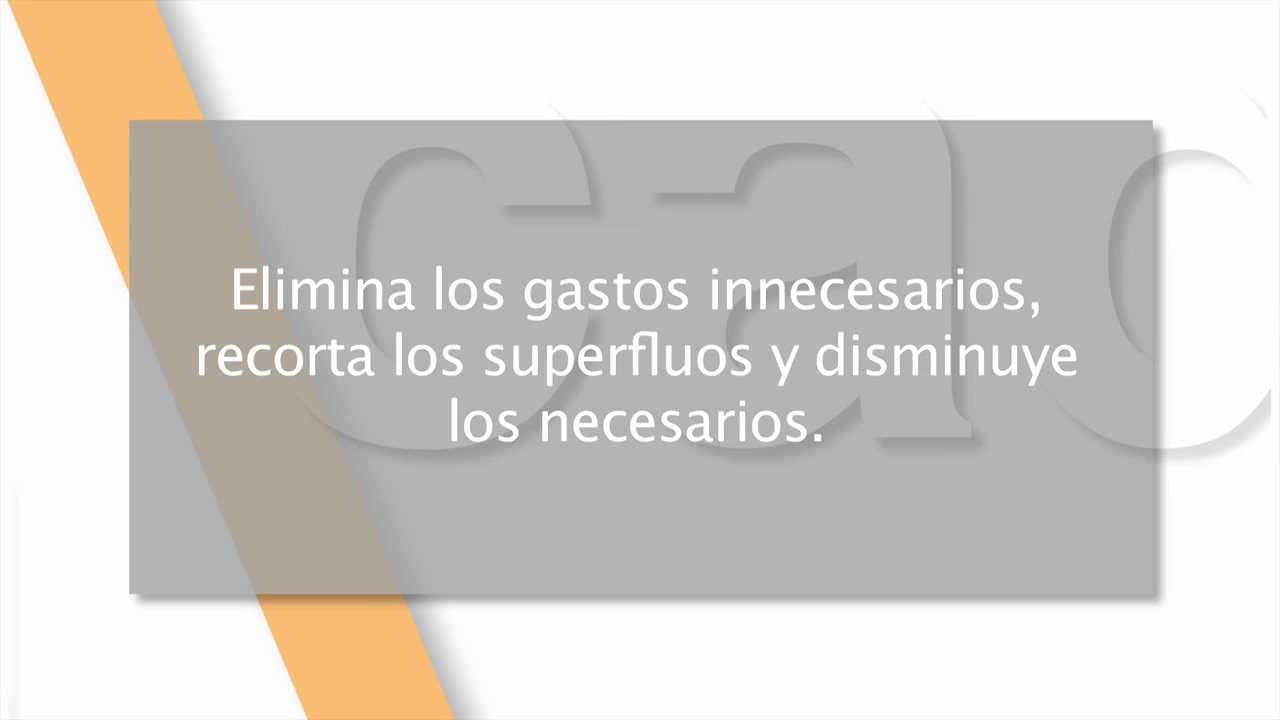 Elimina los gastos innecesarios,
recorta los superfluos y disminuye
los necesarios.